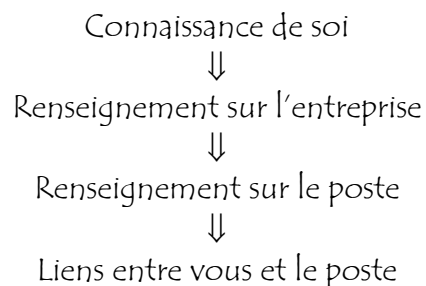 Connaissance de soi
⇓
Renseignement sur l'entreprise
⇓
Renseignement sur le poste
⇓
Liens entre vous et le poste